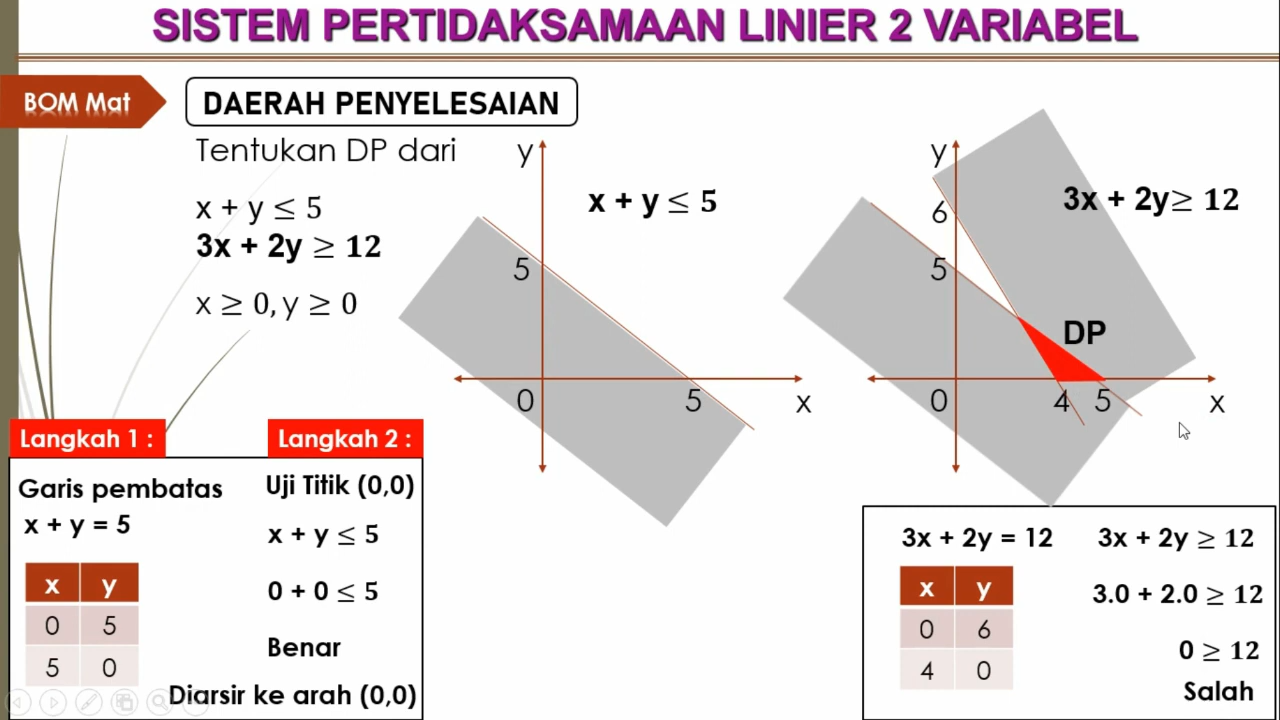 SISTEM PERTIDAKSAMAAN LINIER 2 VARIABEL
BOM Mat
DAERAH PENYELESAIAN
Tentukan DP dari
x + y ≤ 5
3x + 2y ≥ 12
x ≥ 0, y ≥ 0
y
x + y ≤ 5
5
0
5
x
y
3x + 2y≥ 12
6
5
DP
0
4
5
x
Langkah 1 :
Garis pembatas
x + y = 5
x y
0 5
5 0
Langkah 2 :
Uji Titik (0,0)
x + y ≤ 5
0 + 0 ≤ 5
Benar
Diarsir ke arah (0,0)
3x + 2y = 12
x y
0 6
4 0
3x + 2y ≥ 12
3.0 + 2.0 ≥ 12
0 ≥ 12
Salah